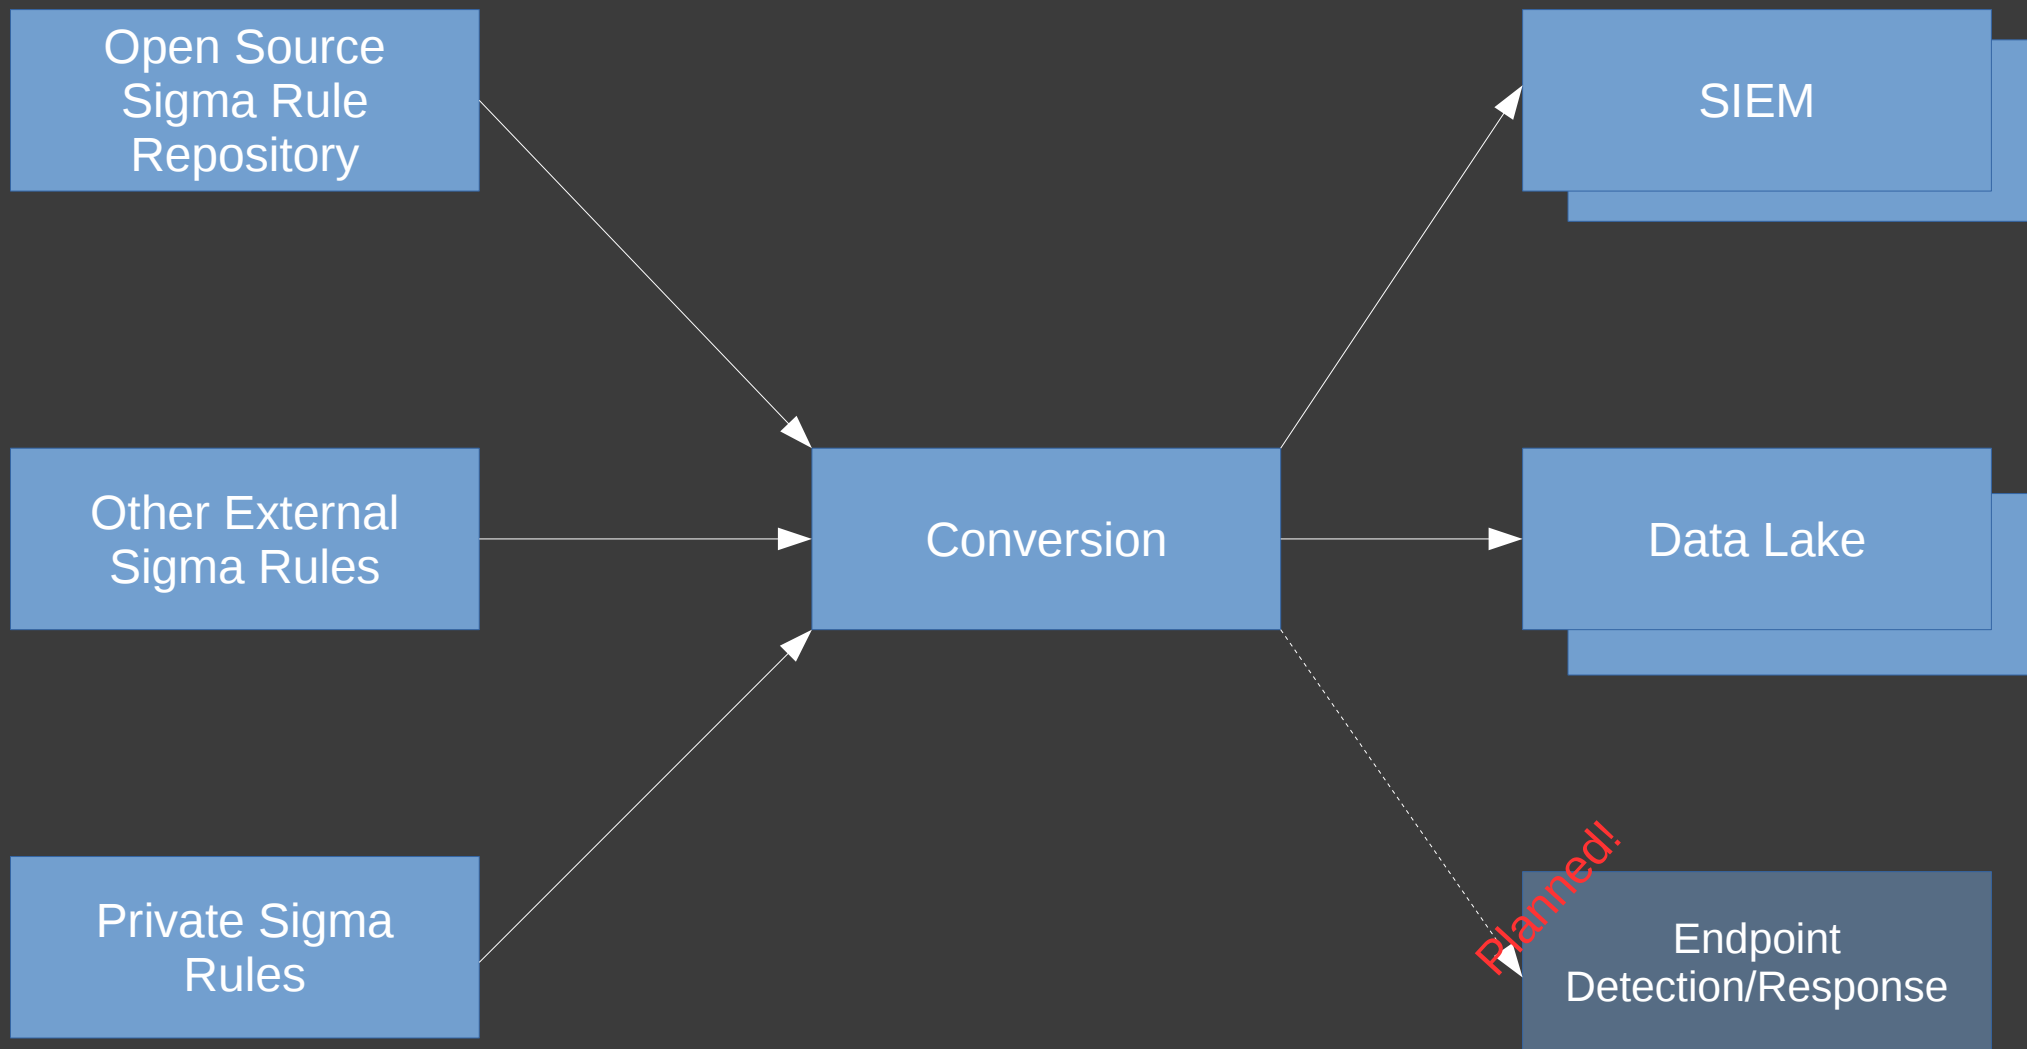 Open Source
Sigma Rule
Repository
SIEM
Other External
Sigma Rules
Conversion
Data Lake
Private Sigma
Rules
Planned!
Endpoint
Detection/Response